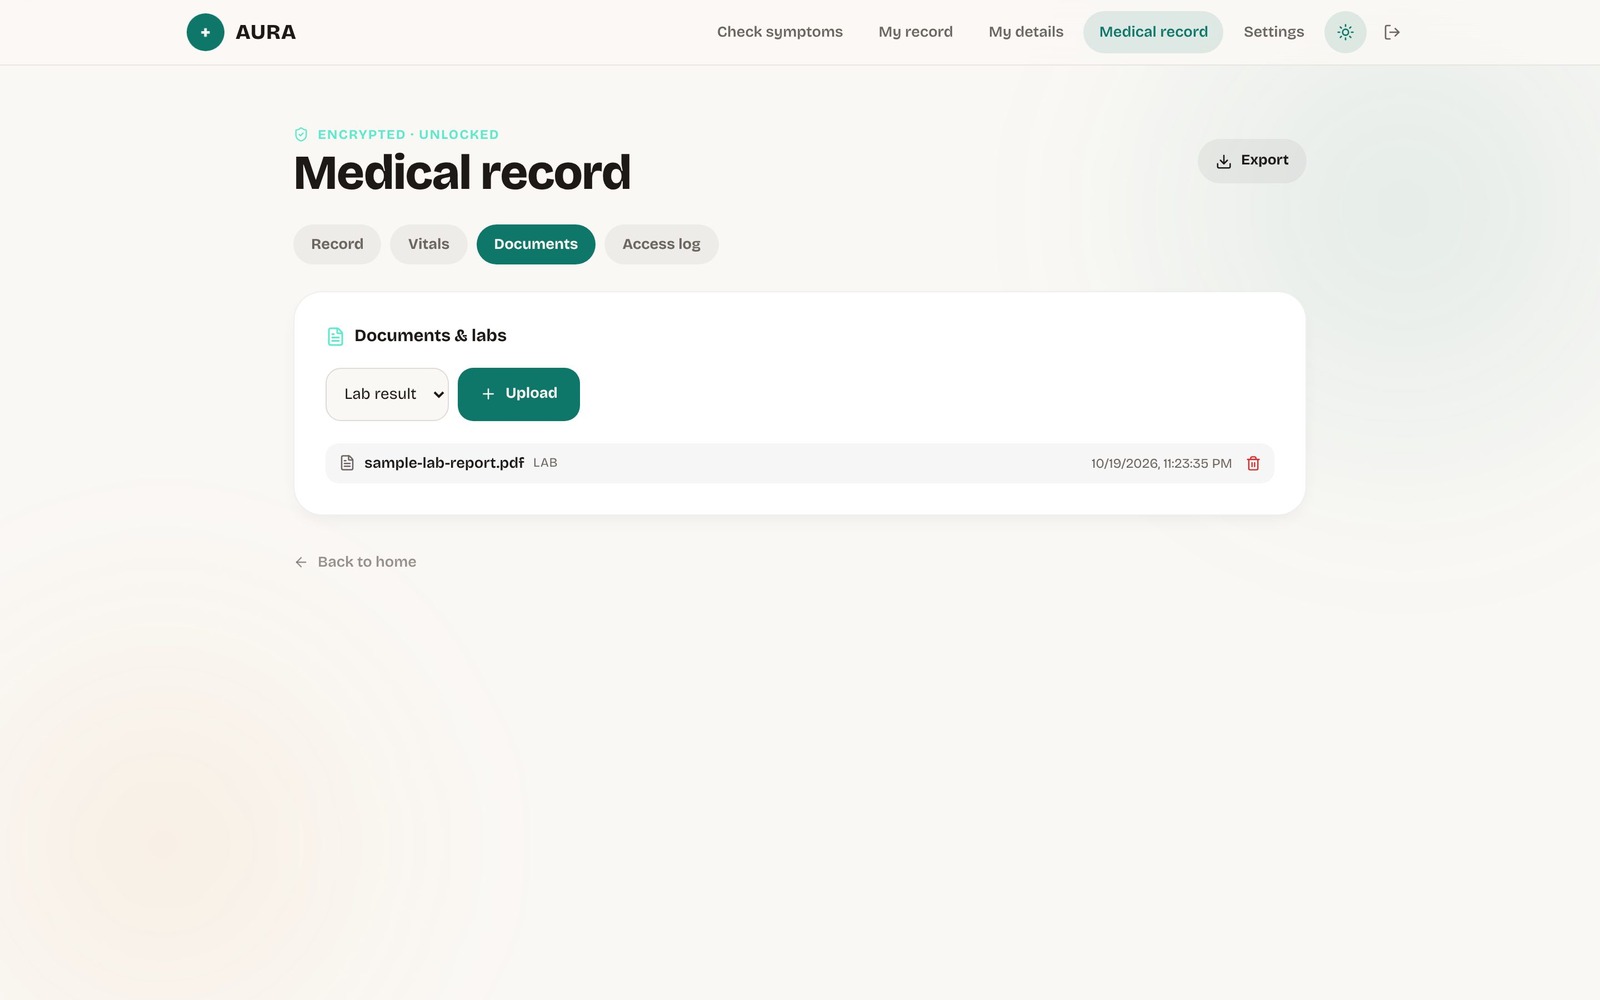 AURA
Check symptoms
My record
My details
Medical record
Settings
ENCRYPTED · UNLOCKED
Medical record
Export
Record
Vitals
Documents
Access log
Documents & labs
Lab result
Upload
sample-lab-report.pdf LAB 10/19/2026, 11:23:35 PM
Back to home